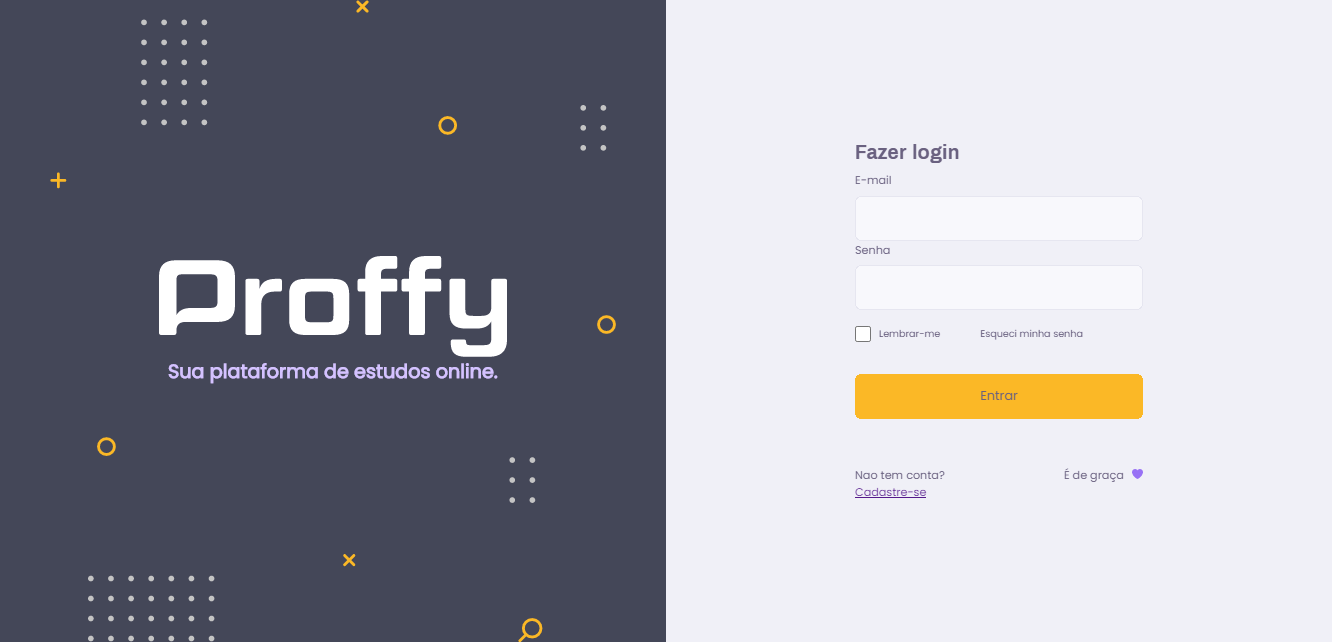 Proffy
Sua plataforma de estudos online.
Fazer login
E-mail
Senha
Lembrar-me
Esqueci minha senha
Entrar
Nao tem conta?
Cadastre-se
É de graça